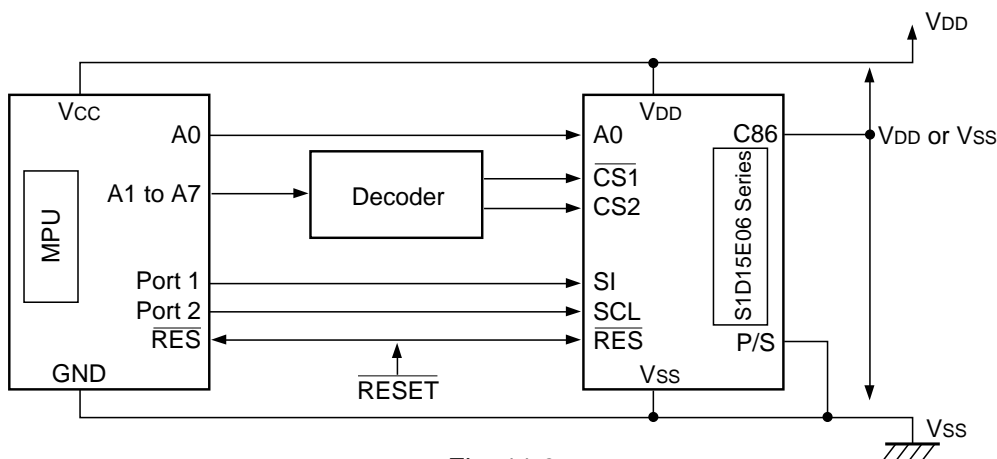 VDD
VCC
VDD
A0
A0
C86
VDD or VSS
CS1
A1 to A7
Decoder
CS2
MPU
S1D15E06 Series
Port 1
SI
Port 2
SCL
RES
RES
P/S
GND
RESET
VSS
VSS